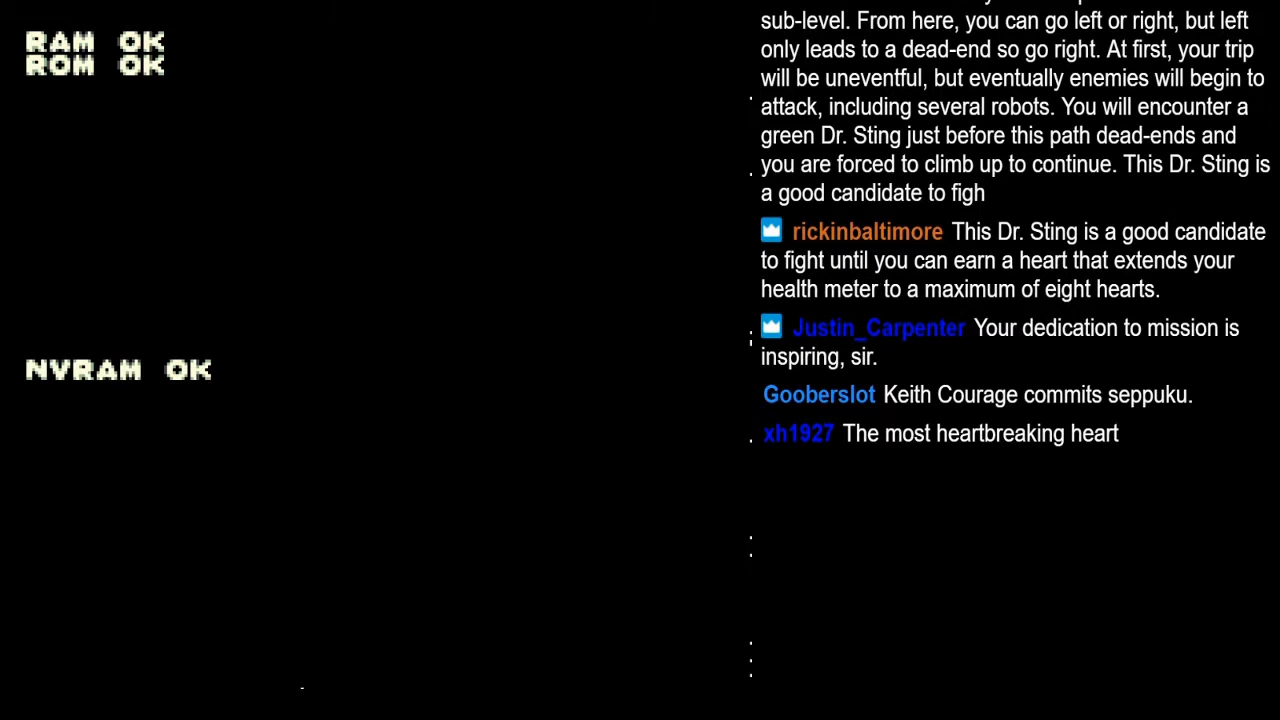 RAM OK
ROM OK
NVRAM OK
sub-level. From here, you can go left or right, but left
only leads to a dead-end so go right. At first, your trip
will be uneventful, but eventually enemies will begin to
attack, including several robots. You will encounter a
green Dr. Sting just before this path dead-ends and
you are forced to climb up to continue. This Dr. Sting is
a good candidate to figh
rickinbaltimore This Dr. Sting is a good candidate
to fight until you can earn a heart that extends your
health meter to a maximum of eight hearts.
Justin_Carpenter Your dedication to mission is
inspiring, sir.
Gooberslot Keith Courage commits seppuku.
xh1927 The most heartbreaking heart